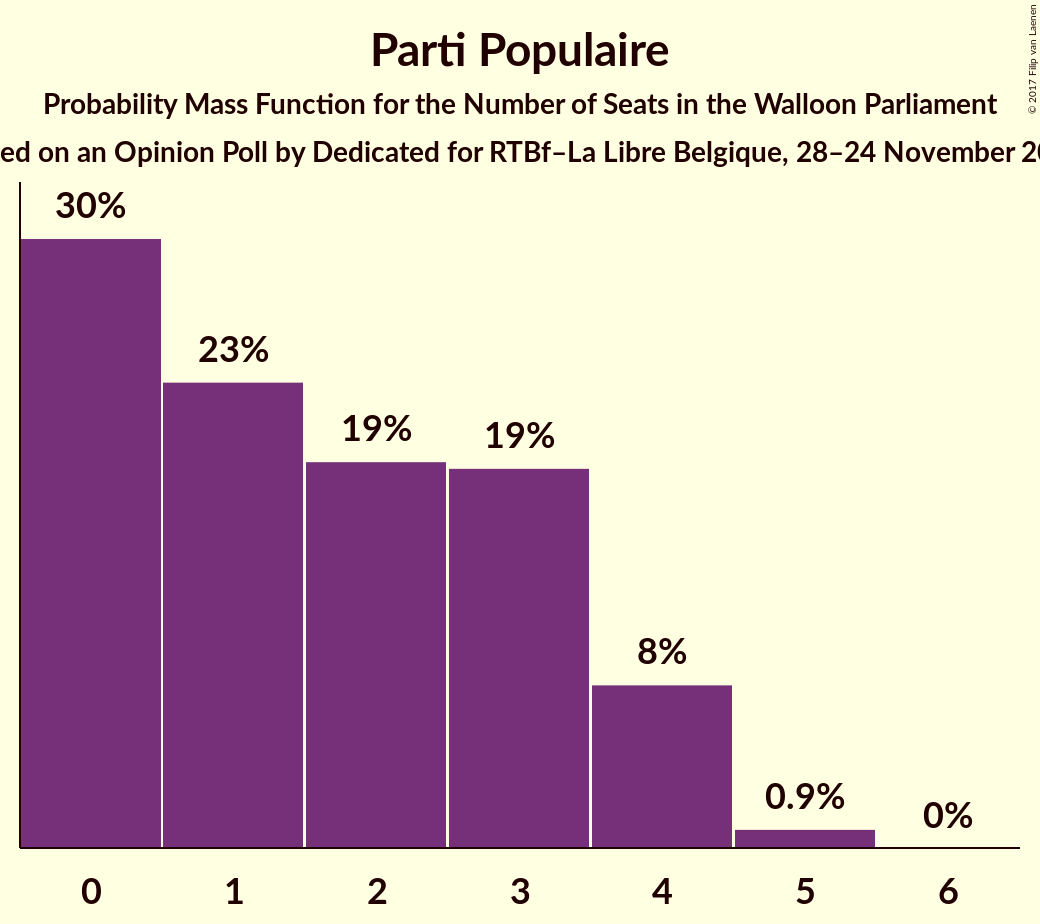 Parti Populaire
Probability Mass Function for the Number of Seats in the Walloon Parliament
ed on an Opinion Poll by Dedicated for RTBf–La Libre Belgique, 28–24 November 20
© 2017 Filip van Laenen
30%
23%
19%
19%
8%
0.9%
0%
0 1 2 3 4 5 6